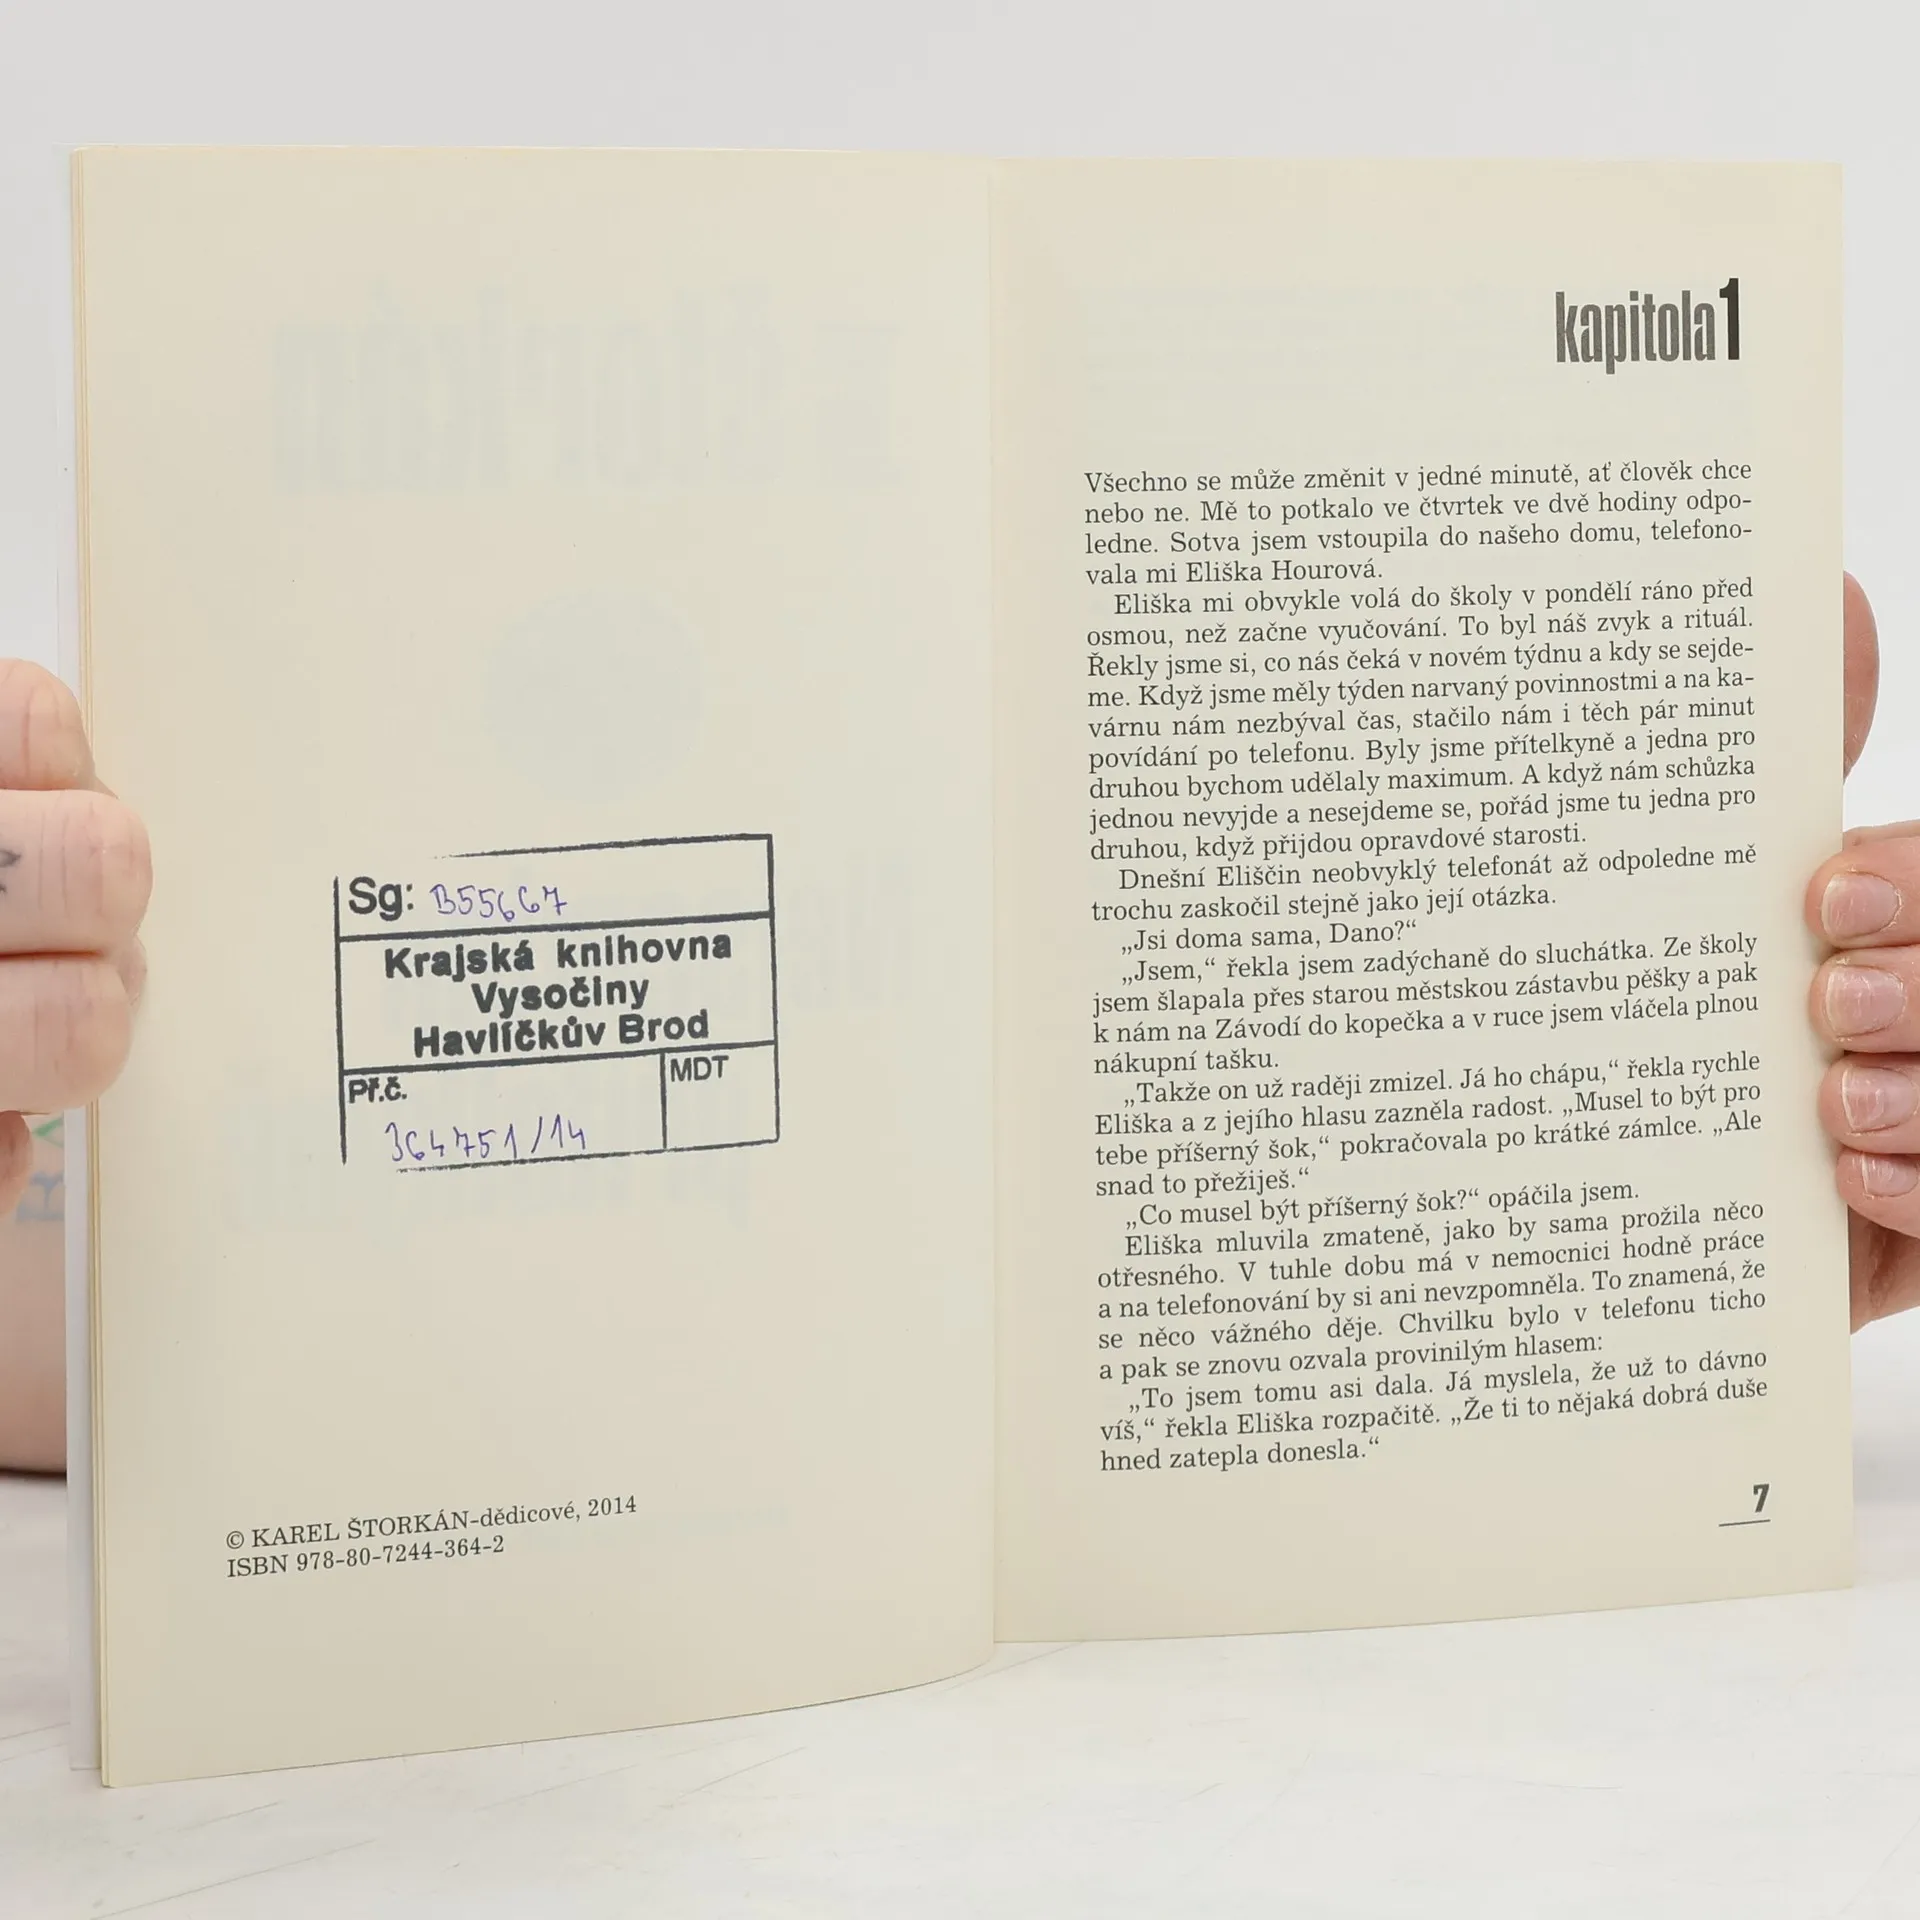 Sg: B55667
Krajská knihovna
Vysočiny
Havlíčkův Brod
Př.č.
MDT
364751/14
© KAREL ŠTORKÁN-dědicové, 2014
ISBN 978-80-7244-364-2
kapitola 1
Všechno se může změnit v jedné minutě, ať člověk chce
nebo ne. Mě to potkalo ve čtvrtek ve dvě hodiny odpo-
ledne. Sotva jsem vstoupila do našeho domu, telefono-
vala mi Eliška Hourová.
Eliška mi obvykle volá do školy v pondělí ráno před
osmou, než začne vyučování. To byl náš zvyk a rituál.
Řekly jsme si, co nás čeká v novém týdnu a kdy se sejde-
me. Když jsme měly týden narvaný povinnostmi a na ka-
várnu nám nezbýval čas, stačilo nám i těch pár minut
povídání po telefonu. Byly jsme přítelkyně a jedna pro
druhou bychom udělaly maximum. A když nám schůzka
jednou nevyjde a nesejdeme se, pořád jsme tu jedna pro
druhou, když přijdou opravdové starosti.
Dnešní Eliščin neobvyklý telefonát až odpoledne mě
trochu zaskočil stejně jako její otázka.
„Jsi doma sama, Dano?“
„Jsem,“ řekla jsem zadýchaně do sluchátka. Ze školy
jsem šlapala přes starou městskou zástavbu pěšky a pak
k nám na Závodí do kopečka a v ruce jsem vláčela plnou
nákupní tašku.
„Takže on už raději zmizel. Já ho chápu,“ řekla rychle
Eliška a z jejího hlasu zazněla radost. „Musel to být pro
tebe příšerný šok,“ pokračovala po krátké zámlce. „Ale
snad to přežiješ.“
„Co musel být příšerný šok?“ opáčila jsem.
Eliška mluvila zmateně, jako by sama prožila něco
otřesného. V tuhle dobu má v nemocnici hodně práce
a na telefonování by si ani nevzpomněla. To znamená, že
se něco vážného děje. Chvilku bylo v telefonu ticho
a pak se znovu ozvala provinilým hlasem:
„To jsem tomu asi dala. Já myslela, že už to dávno
víš,“ řekla Eliška rozpačitě. „Že ti to nějaká dobrá duše
hned zatepla donesla.“
7